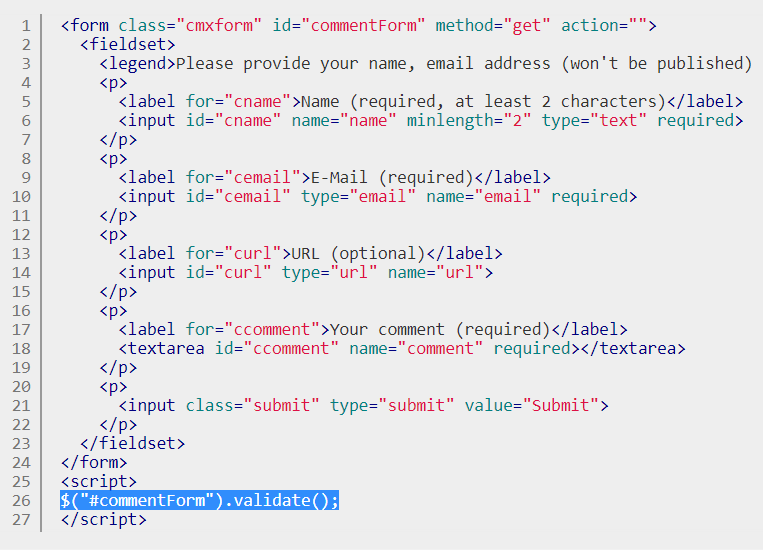 1 <form class="cmxform" id="commentForm" method="get" action="">
2   <fieldset>
3     <legend>Please provide your name, email address (won't be published)
4     <p>
5       <label for="cname">Name (required, at least 2 characters)</label>
6       <input id="cname" name="name" minlength="2" type="text" required>
7     </p>
8     <p>
9       <label for="cemail">E-Mail (required)</label>
10       <input id="cemail" type="email" name="email" required>
11     </p>
12     <p>
13       <label for="curl">URL (optional)</label>
14       <input id="curl" type="url" name="url">
15     </p>
16     <p>
17       <label for="ccomment">Your comment (required)</label>
18       <textarea id="ccomment" name="comment" required></textarea>
19     </p>
20     <p>
21       <input class="submit" type="submit" value="Submit">
22     </p>
23   </fieldset>
24 </form>
25 <script>
26 $("#commentForm").validate();
27 </script>